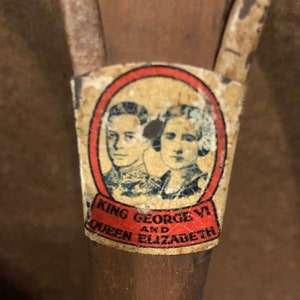 KING GEORGE VI
AND
QUEEN ELIZABETH